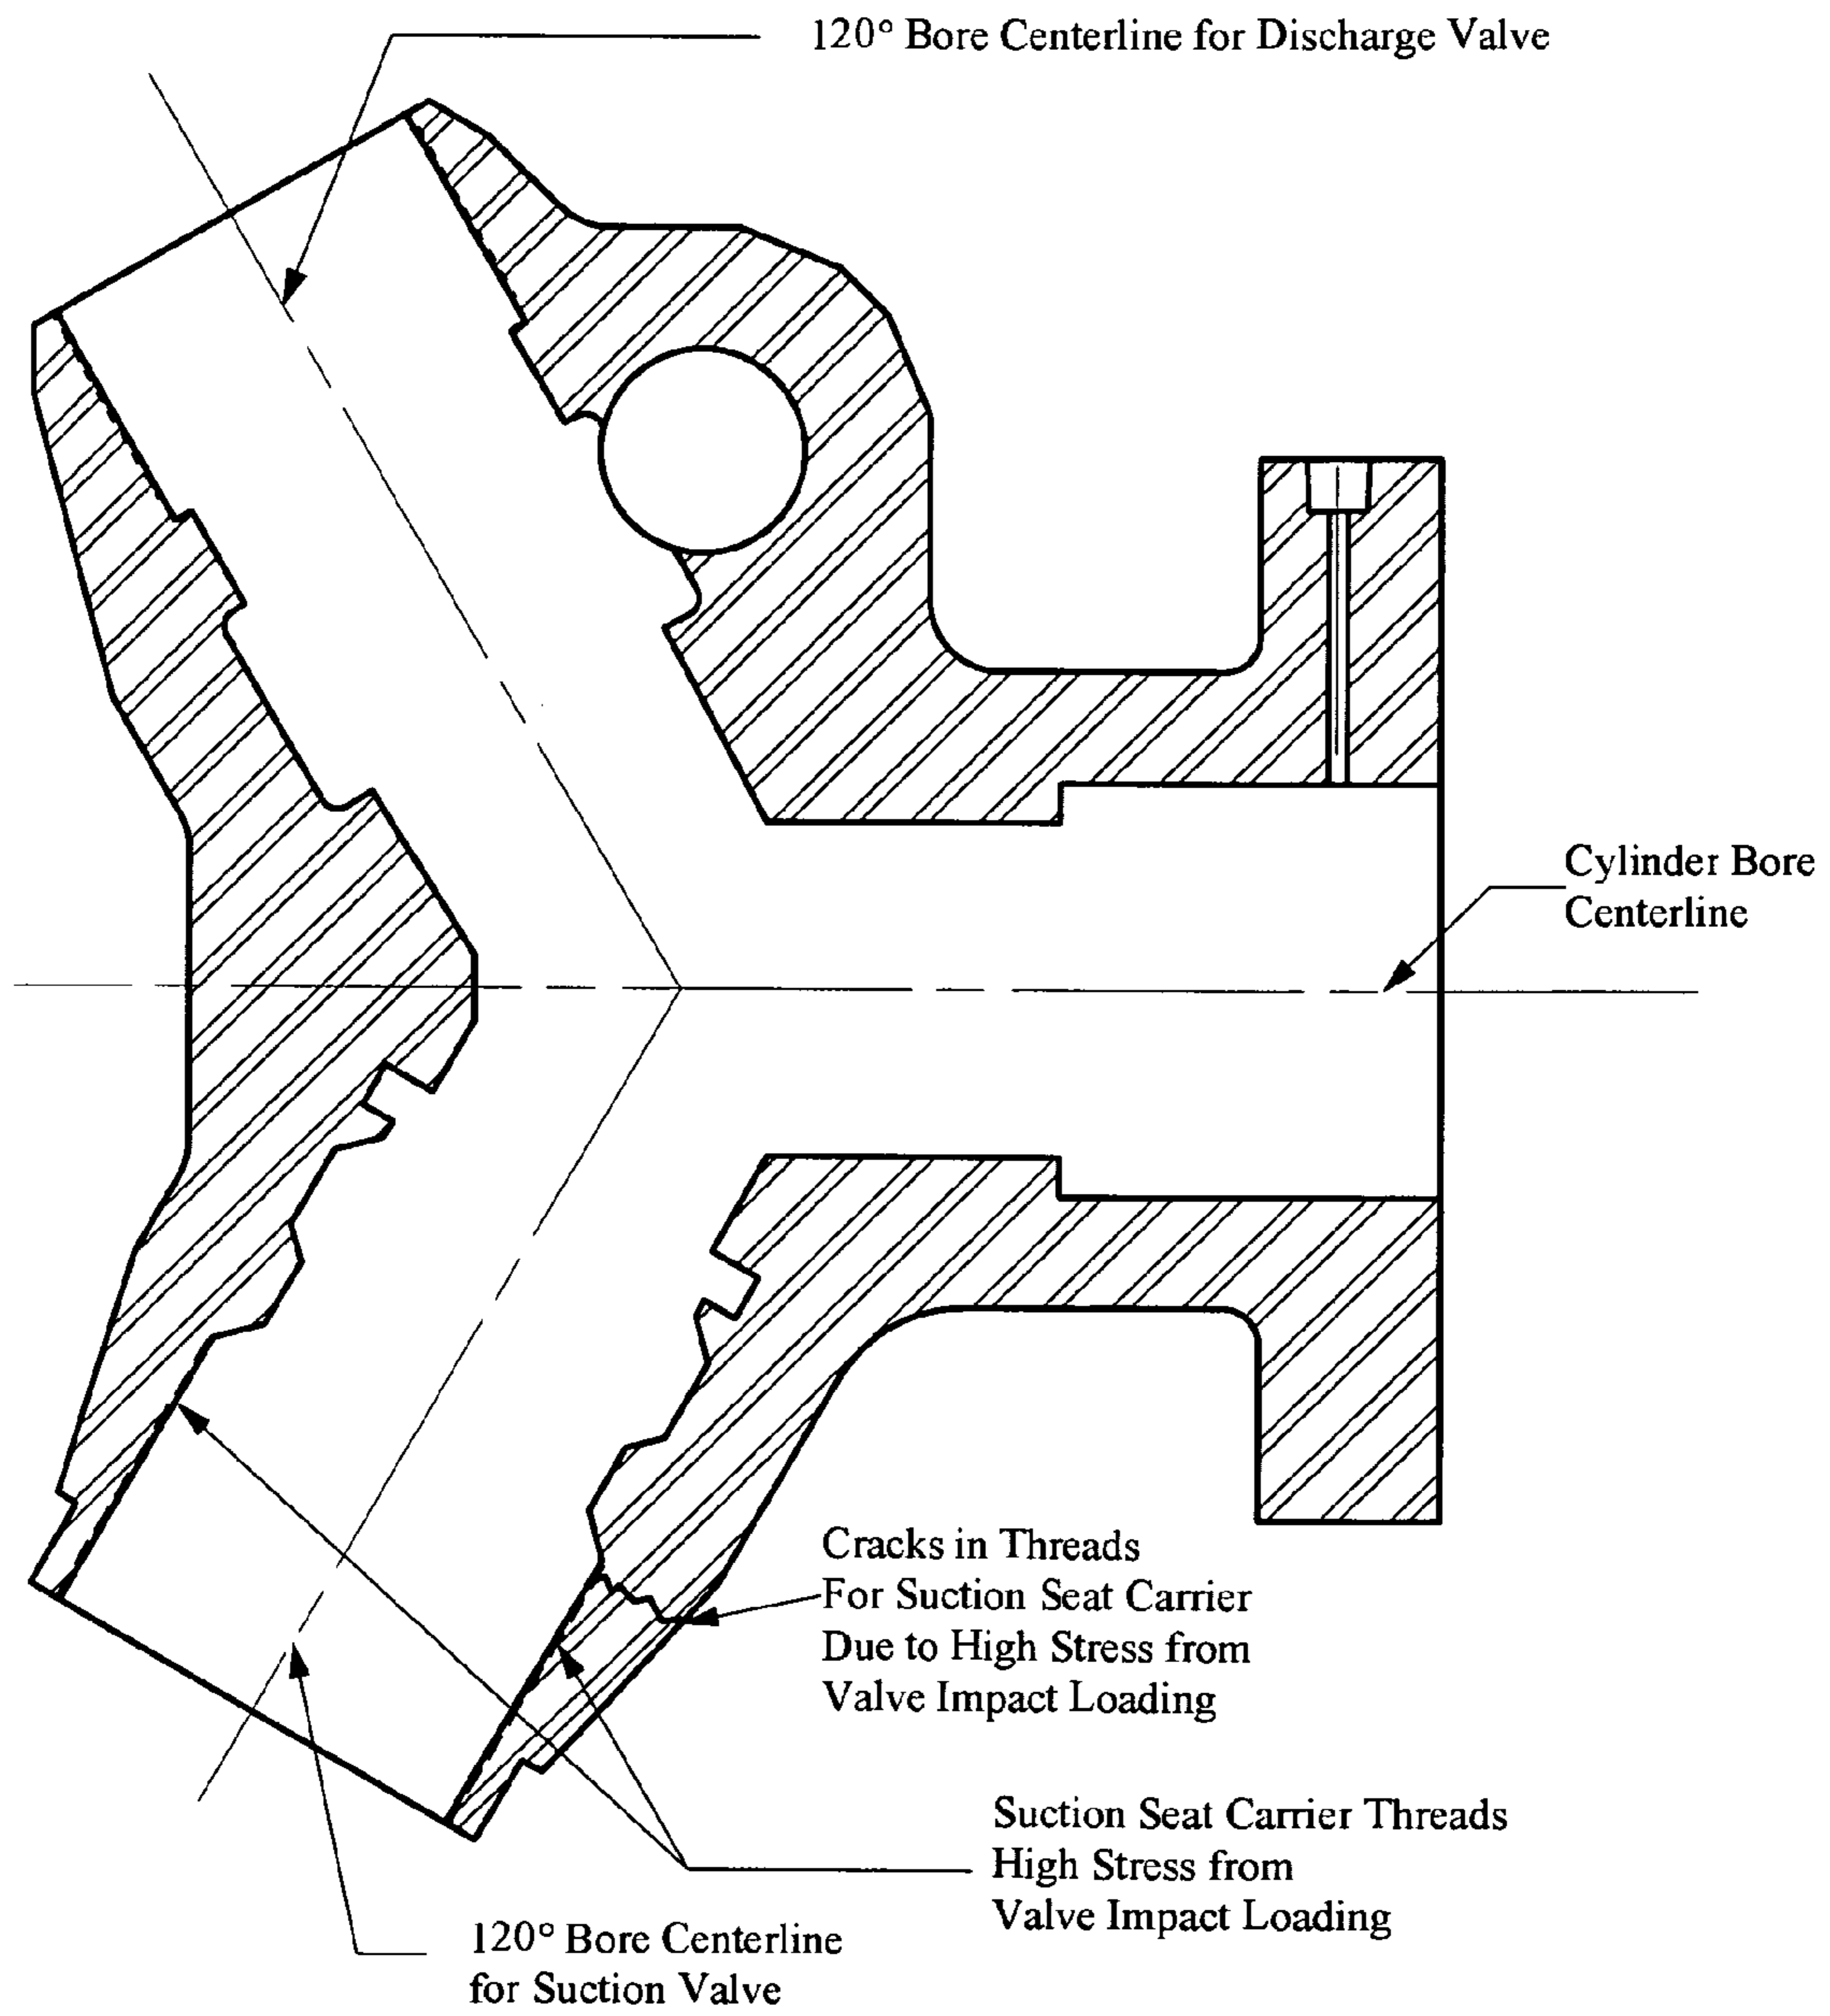 120° Bore Centerline for Discharge Valve
Cylinder Bore
Centerline
Cracks in Threads
For Suction Seat Carrier
Due to High Stress from
Valve Impact Loading
Suction Seat Carrier Threads
High Stress from
Valve Impact Loading
120° Bore Centerline
for Suction Valve